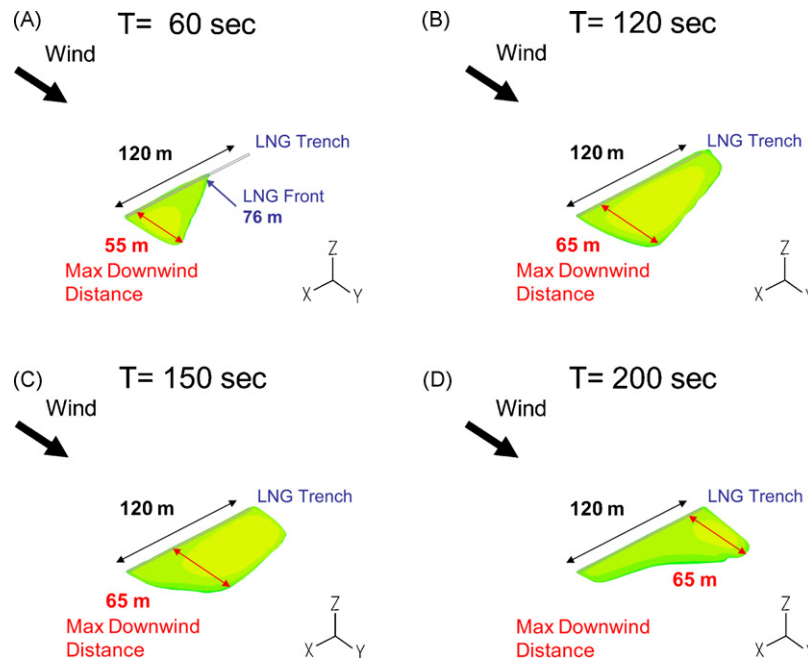 (A)
T= 60 sec
Wind
120 m
LNG Trench
LNG Front
76 m
55 m
Max Downwind
Distance
Z
X
Y
(B)
T= 120 sec
Wind
120 m
LNG Trench
65 m
Max Downwind
Distance
Z
X
Y
(C)
T= 150 sec
Wind
120 m
LNG Trench
65 m
Max Downwind
Distance
Z
X
Y
(D)
T= 200 sec
Wind
120 m
LNG Trench
65 m
Max Downwind
Distance
Z
X
Y